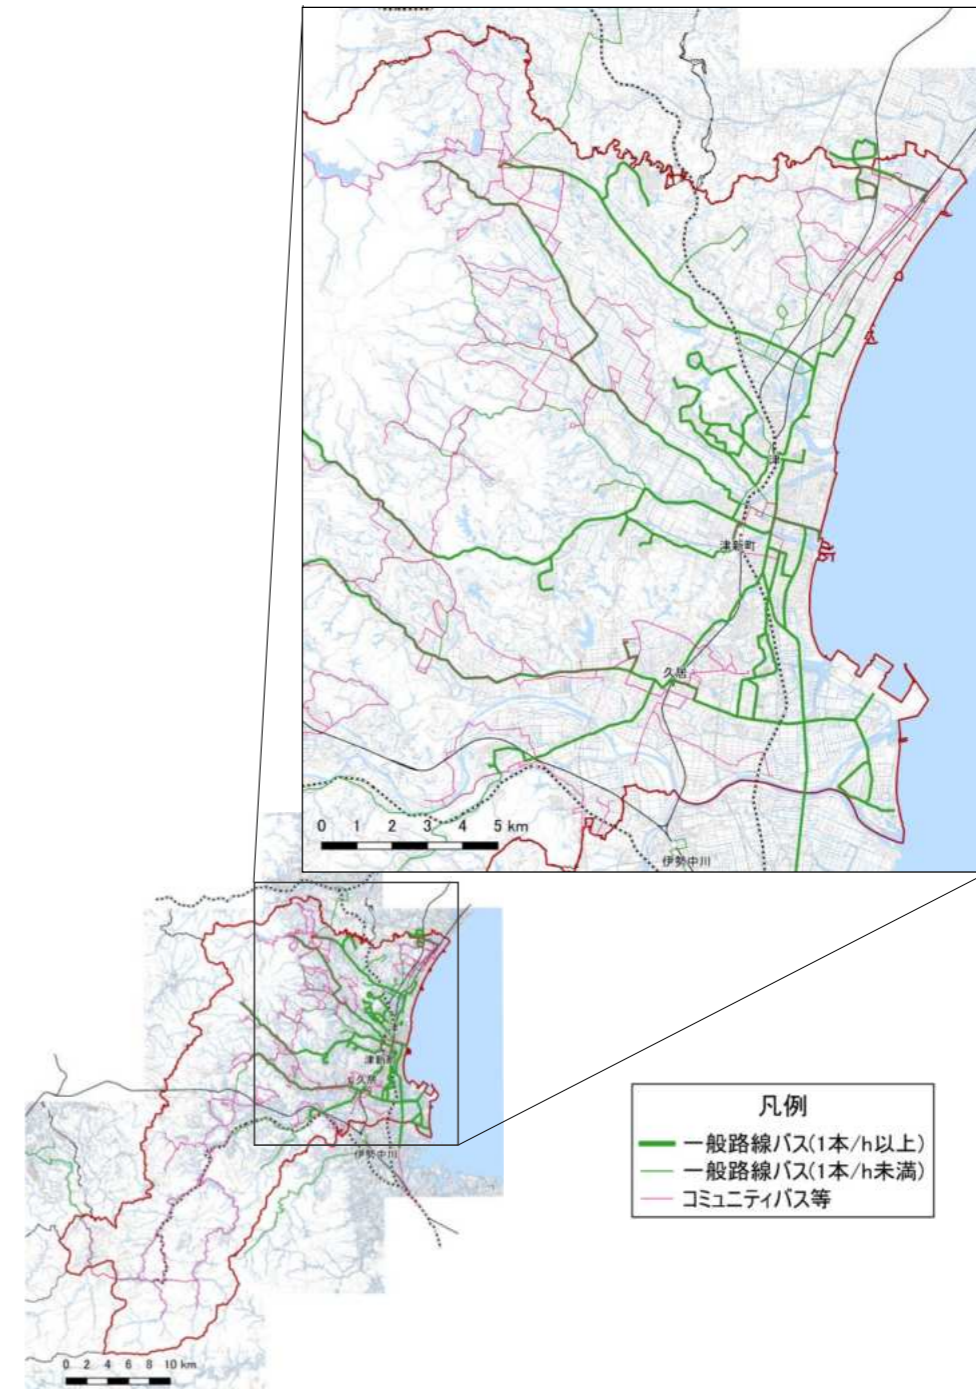 津
津新町
久居
0 1 2 3 4 5 km
伊勢中川
津新町
久居
伊勢中川
凡例
一般路線バス(1本/h以上)
一般路線バス(1本/h未満)
コミュニティバス等
0 2 4 6 8 10 km